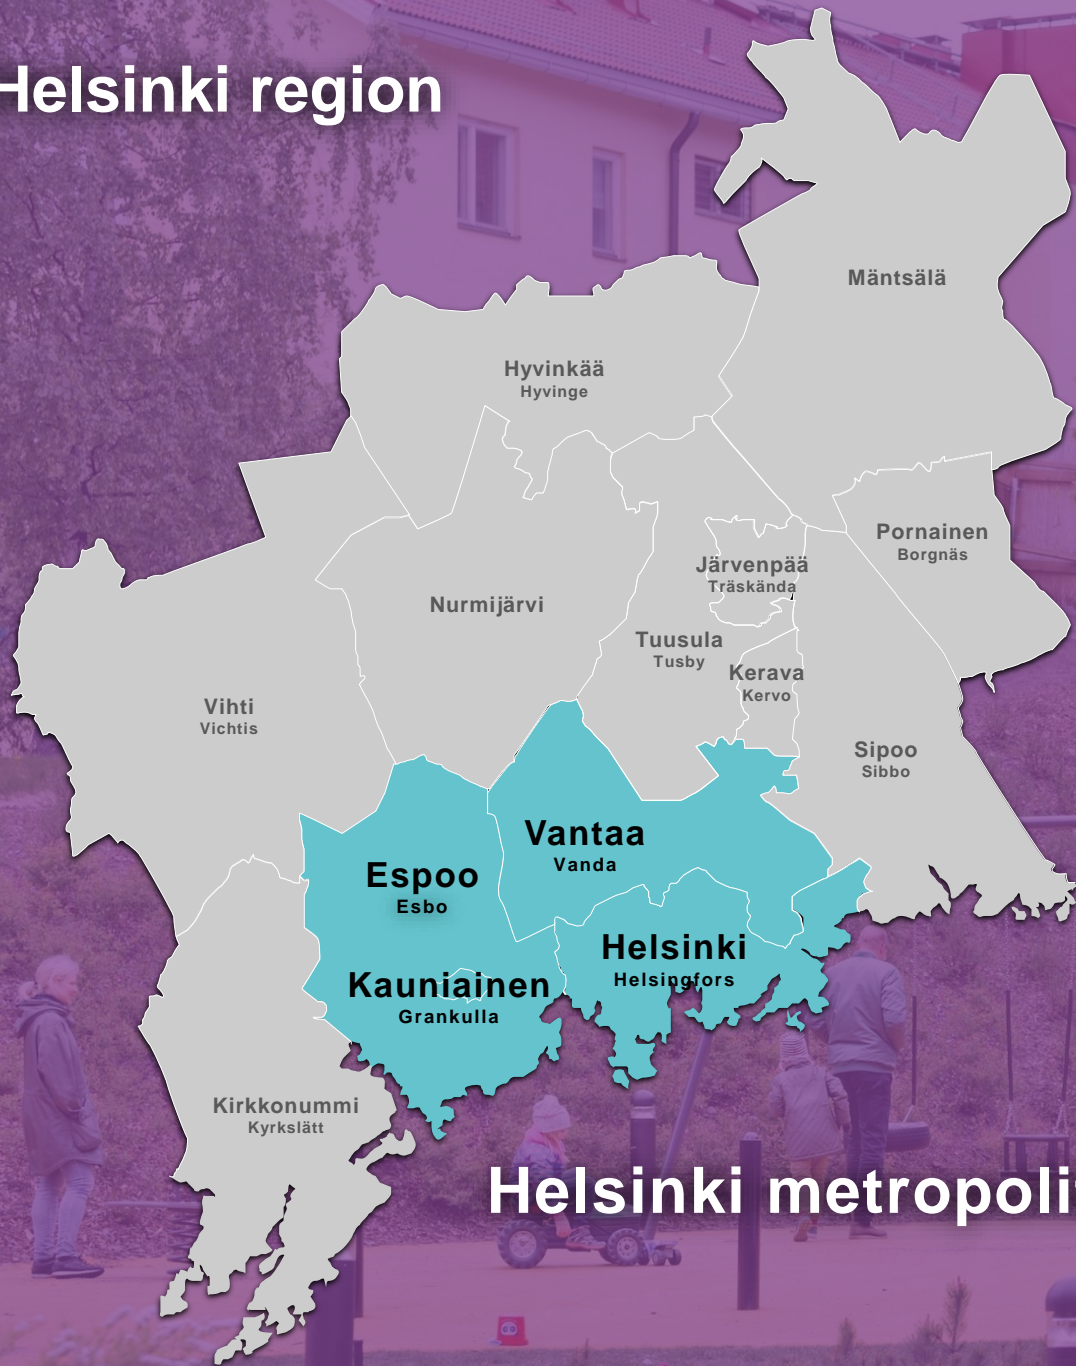 Helsinki region
Mäntsälä
Hyvinkää
Hyvinge
Pornainen
Borgnäs
Järvenpää
Träskända
Nurmijärvi
Tuusula
Tusby
Kerava
Kervo
Vihti
Vichtis
Sipoo
Sibbo
Vantaa
Vanda
Espoo
Esbo
Helsinki
Helsingfors
Kauniainen
Grankulla
Kirkkonummi
Kyrkslätt
Helsinki metropoli